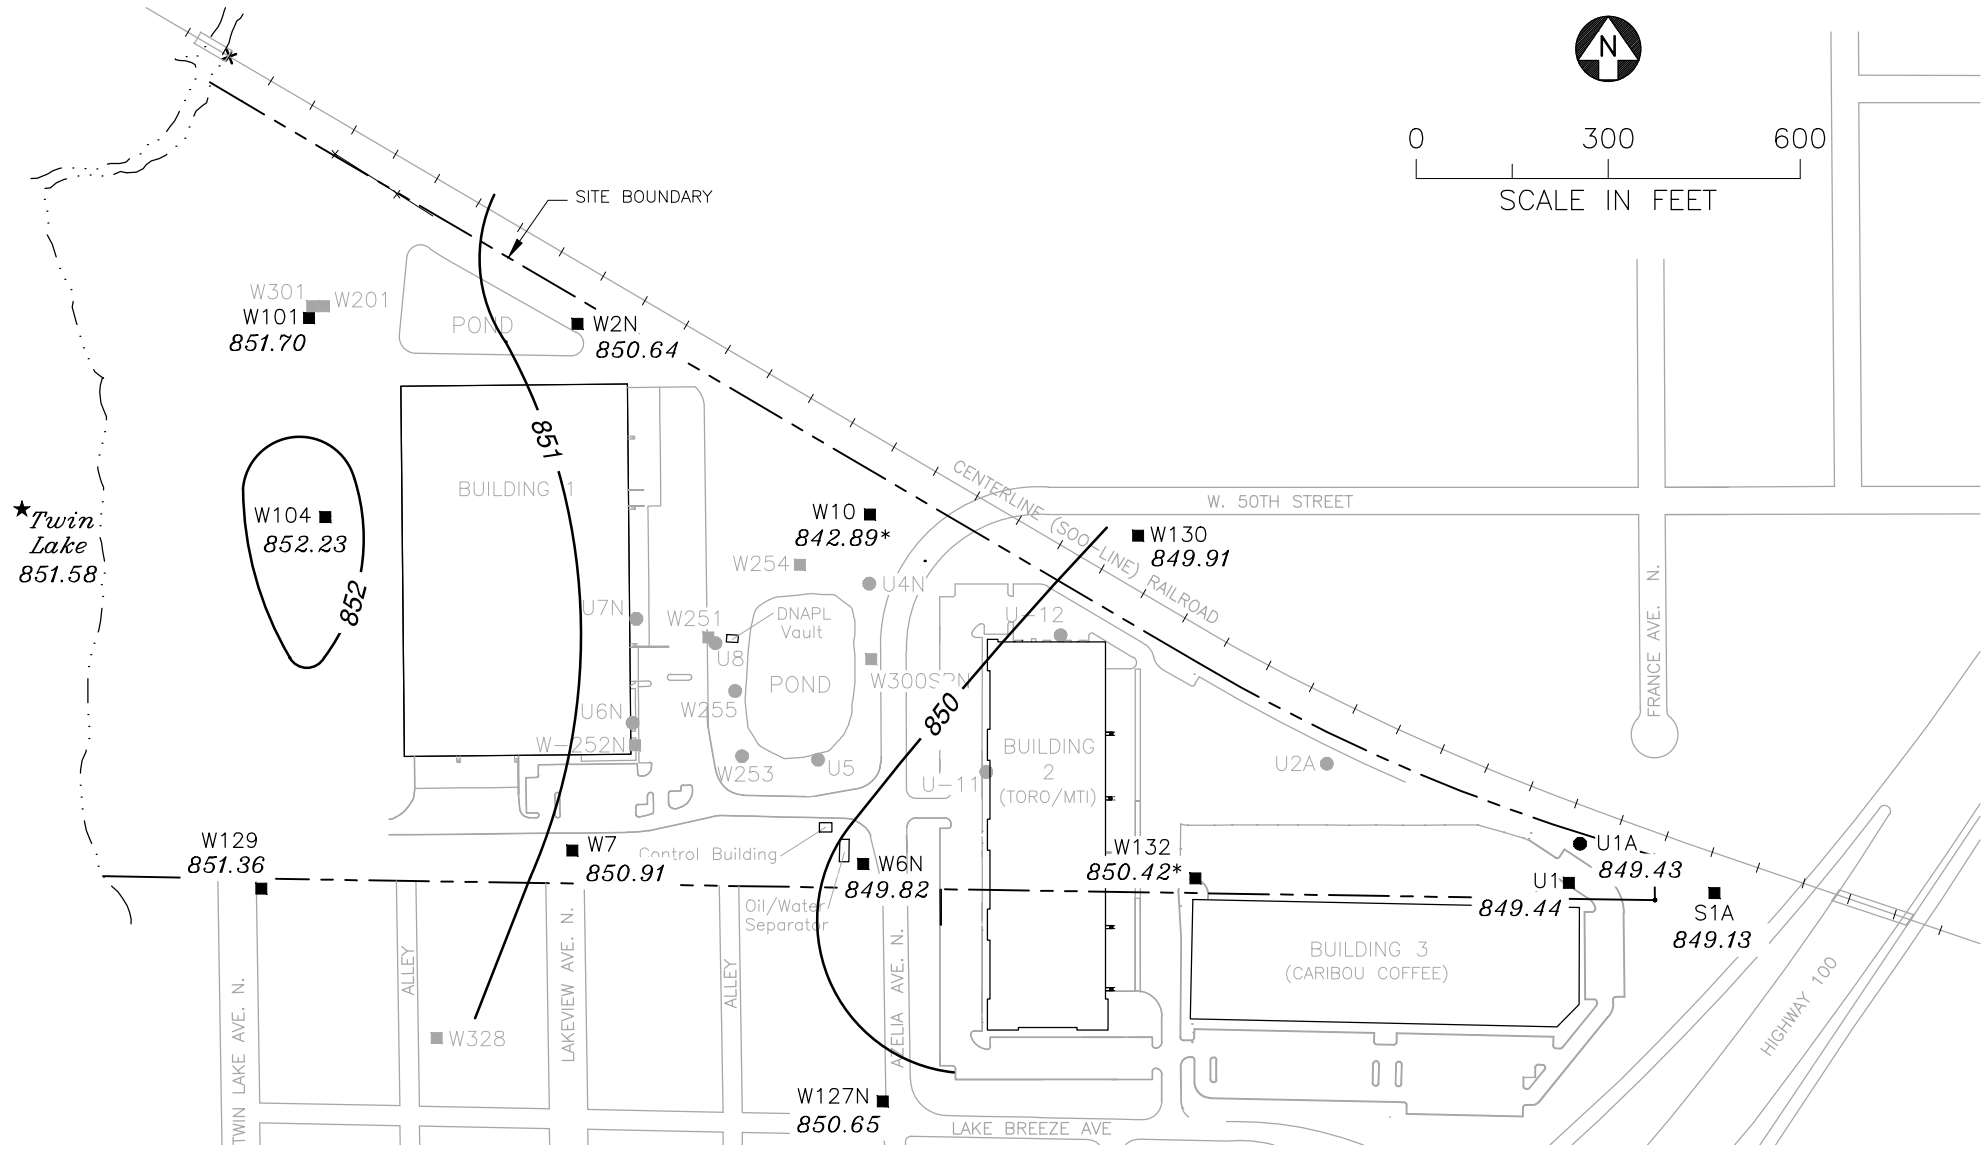 N
0 300 600
SCALE IN FEET
SITE BOUNDARY
W301
W201
W101
851.70
POND
W2N
850.64
851
BUILDING 1
CENTERLINE (SOO-LINE) RAILROAD
W. 50TH STREET
W104
852.23
Twin
Lake
851.58
852
W10
842.89*
W130
849.91
W254
U4N
U7N
W251
DNAPL
Vault
U-12
U8
FRANCE AVE. N.
POND
W300SRN
W255
U6N
850
W-252N
W253
U5
U-11
BUILDING
2
(TORO/MTI)
U2A
W129
851.36
W7
850.91
Control Building
W6N
849.82
W132
850.42*
U1A
849.43
U1
849.44
S1A
849.13
Oil/Water
Separator
BUILDING 3
(CARIBOU COFFEE)
TWIN LAKE AVE. N.
ALLEY
LAKEVIEW AVE. N.
ALLEY
AZELIA AVE. N.
HIGHWAY 100
W328
W127N
850.65
LAKE BREEZE AVE